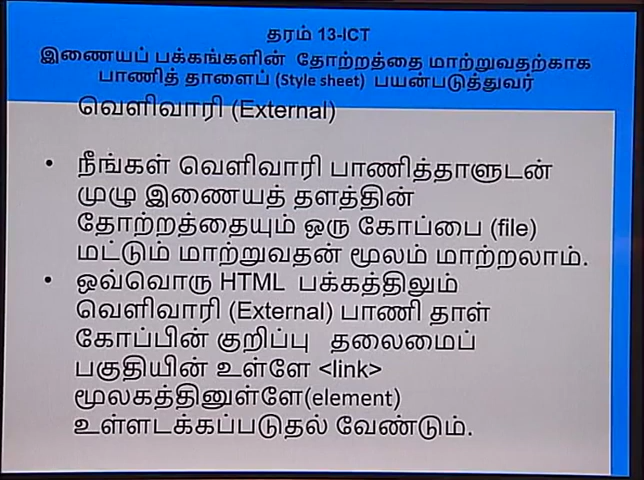 தரம் 13-ICT
இணையப் பக்கங்களின் தோற்றத்தை மாற்றுவதற்காக
பாணித் தாளைப் (Style sheet) பயன்படுத்துவர்
வெளிவாரி (External)
• நீங்கள் வெளிவாரி பாணித்தாளுடன்
முழு இணையத் தளத்தின்
தோற்றத்தையும் ஒரு கோப்பை (file)
மட்டும் மாற்றுவதன் மூலம் மாற்றலாம்.
• ஒவ்வொரு HTML பக்கத்திலும்
வெளிவாரி (External) பாணி தாள்
கோப்பின் குறிப்பு தலைமைப்
பகுதியின் உள்ளே <link>
மூலகத்தினுள்ளே(element)
உள்ளடக்கப்படுதல் வேண்டும்.